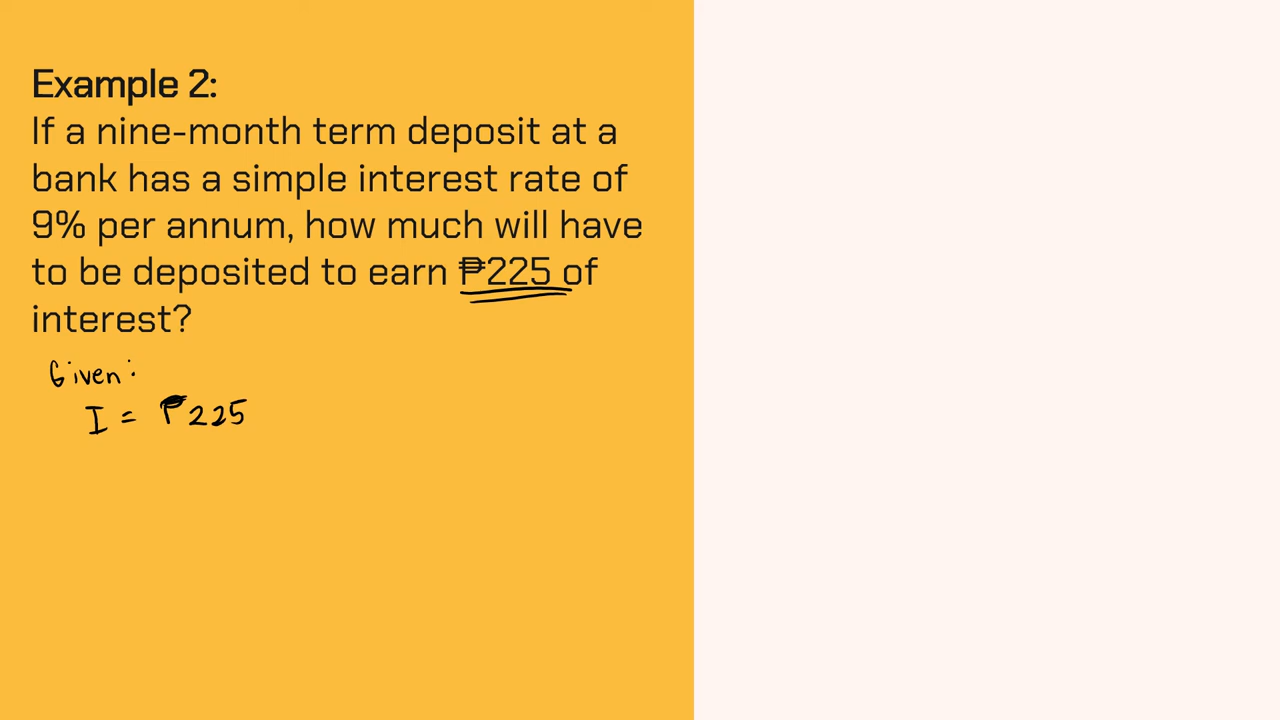 Example 2:
If a nine-month term deposit at a
bank has a simple interest rate of
9% per annum, how much will have
to be deposited to earn ₱225 of
interest?
Given:
I = ₱225